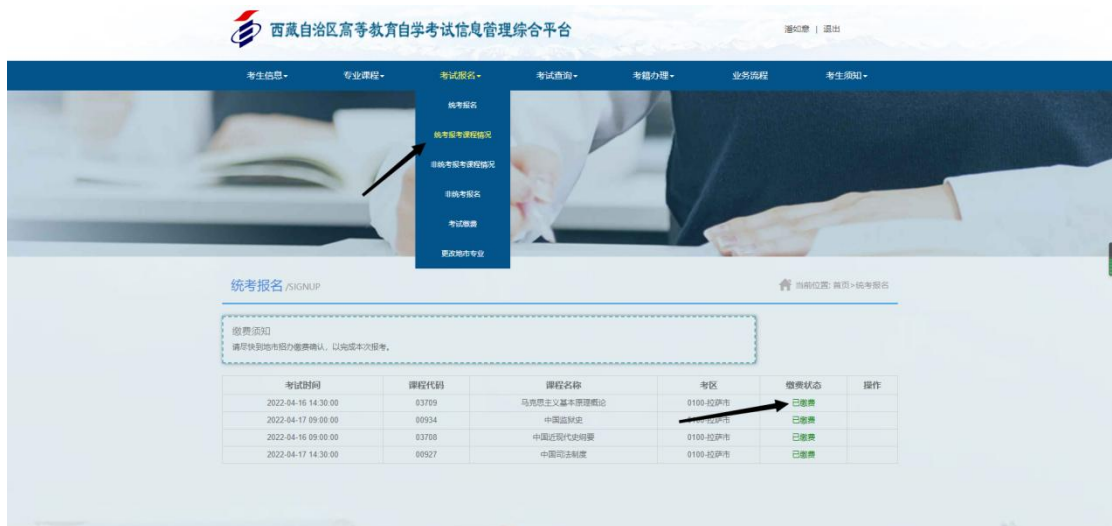 西藏自治区高等教育自学考试信息管理综合平台
潘如意 | 退出
考生信息 专业课程 考试报名 考试查询 考籍办理 业务流程 考生须知
统考报名
统考报考课程情况
非统考报考课程情况
非统考报名
考试缴费
更改地市专业
统考报名 /SIGNUP 当前位置: 首页>统考报名
缴费须知
请尽快到地市招办缴费确认，以完成本次报考。
考试时间 课程代码 课程名称 考区 缴费状态 操作
2022-04-16 14:30:00 03709 马克思主义基本原理概论 0100-拉萨市 已缴费
2022-04-17 09:00:00 00934 中国监狱史 0100-拉萨市 已缴费
2022-04-16 09:00:00 03708 中国近现代史纲要 0100-拉萨市 已缴费
2022-04-17 14:30:00 00927 中国司法制度 0100-拉萨市 已缴费